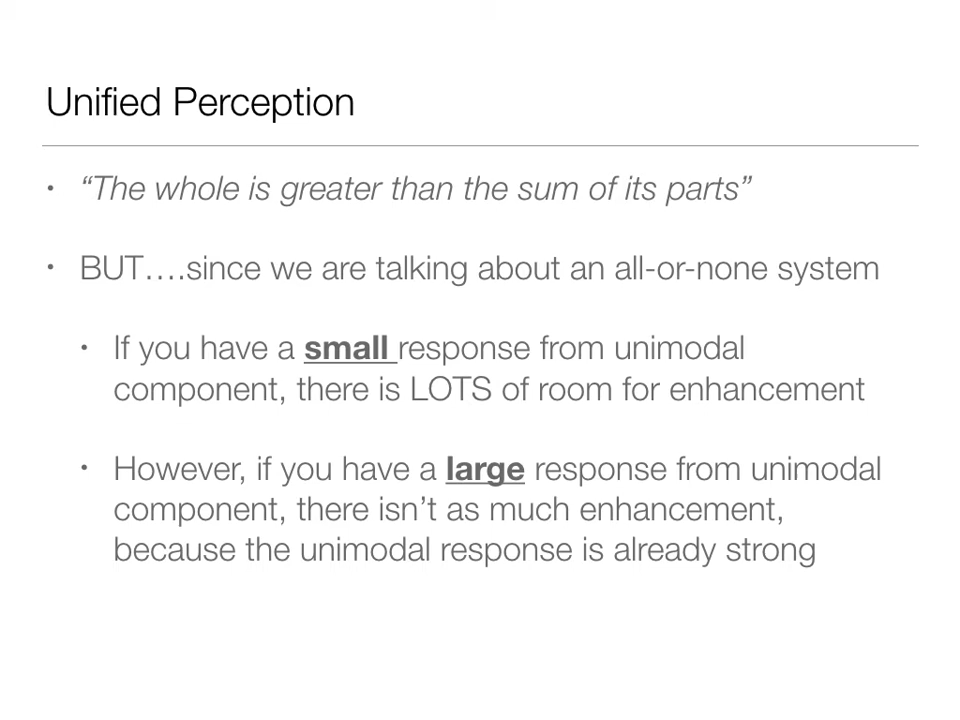 Unified Perception
• “The whole is greater than the sum of its parts”
• BUT….since we are talking about an all-or-none system
• If you have a small response from unimodal
component, there is LOTS of room for enhancement
• However, if you have a large response from unimodal
component, there isn’t as much enhancement,
because the unimodal response is already strong